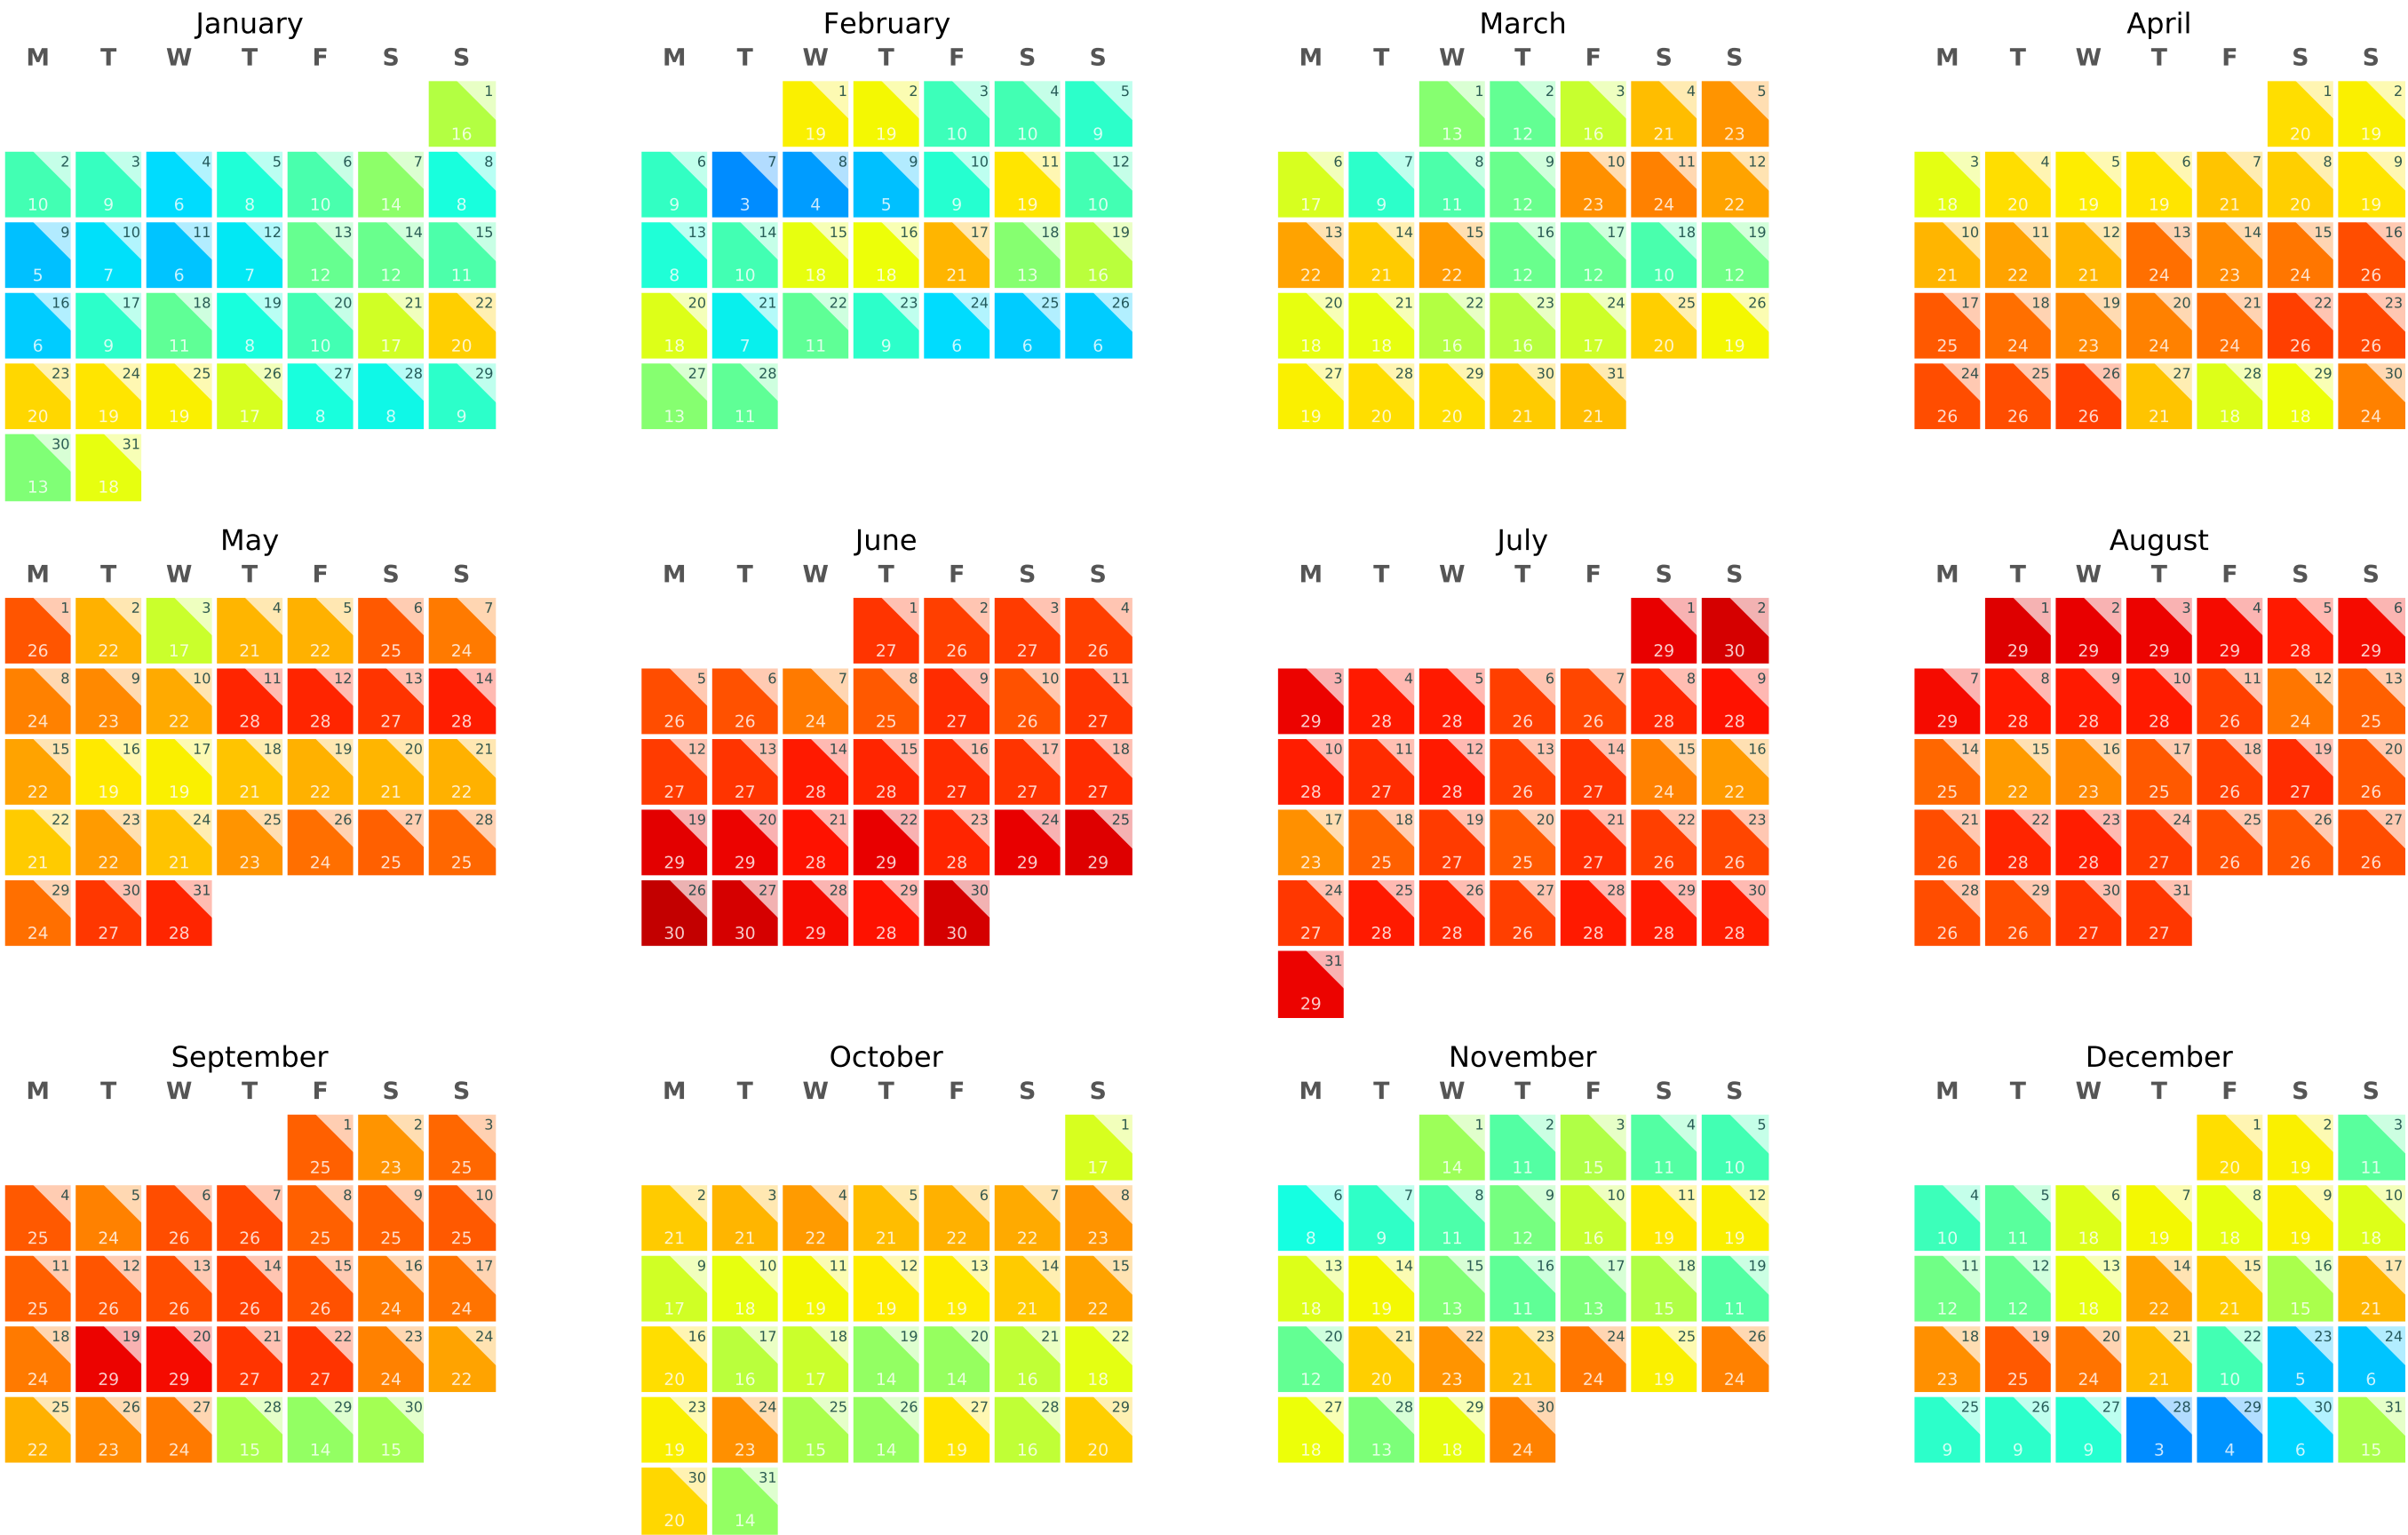 January February March April
M T W T F S S M T W T F S S M T W T F S S M T W T F S S
1 1 2 3 4 5 1 2 3 4 5 1 2
16 19 19 10 10 9 13 12 16 21 23 20 19
2 3 4 5 6 7 8 6 7 8 9 10 11 12 6 7 8 9 10 11 12 3 4 5 6 7 8 9
10 9 6 8 10 14 8 9 3 4 5 9 19 10 17 9 11 12 23 24 22 18 20 19 19 21 20 19
9 10 11 12 13 14 15 13 14 15 16 17 18 19 13 14 15 16 17 18 19 10 11 12 13 14 15 16
5 7 6 7 12 12 11 8 10 18 18 21 13 16 22 21 22 12 12 10 12 21 22 21 24 23 24 26
16 17 18 19 20 21 22 20 21 22 23 24 25 26 20 21 22 23 24 25 26 17 18 19 20 21 22 23
6 9 11 8 10 17 20 18 7 11 9 6 6 6 18 18 16 16 17 20 19 25 24 23 24 24 26 26
23 24 25 26 27 28 29 27 28 27 28 29 30 31 24 25 26 27 28 29 30
20 19 19 17 8 8 9 13 11 19 20 20 21 21 26 26 26 21 18 18 24
30 31
13 18
May June July August
M T W T F S S M T W T F S S M T W T F S S M T W T F S S
1 2 3 4 5 6 7 1 2 3 4 1 2 1 2 3 4 5 6
26 22 17 21 22 25 24 27 26 27 26 29 30 29 29 29 29 28 29
8 9 10 11 12 13 14 5 6 7 8 9 10 11 3 4 5 6 7 8 9 7 8 9 10 11 12 13
24 23 22 28 28 27 28 26 26 24 25 27 26 27 29 28 28 26 26 28 28 29 28 28 28 26 24 25
15 16 17 18 19 20 21 12 13 14 15 16 17 18 10 11 12 13 14 15 16 14 15 16 17 18 19 20
22 19 19 21 22 21 22 27 27 28 28 27 27 27 28 27 28 26 27 24 22 25 22 23 25 26 27 26
22 23 24 25 26 27 28 19 20 21 22 23 24 25 17 18 19 20 21 22 23 21 22 23 24 25 26 27
21 22 21 23 24 25 25 29 29 28 29 28 29 29 23 25 27 25 27 26 26 26 28 28 27 26 26 26
29 30 31 26 27 28 29 30 24 25 26 27 28 29 30 28 29 30 31
24 27 28 30 30 29 28 30 27 28 28 26 28 28 28 26 26 27 27
31
29
September October November December
M T W T F S S M T W T F S S M T W T F S S M T W T F S S
1 2 3 1 1 2 3 4 5 1 2 3
25 23 25 17 14 11 15 11 10 20 19 11
4 5 6 7 8 9 10 2 3 4 5 6 7 8 6 7 8 9 10 11 12 4 5 6 7 8 9 10
25 24 26 26 25 25 25 21 21 22 21 22 22 23 8 9 11 12 16 19 19 10 11 18 19 18 19 18
11 12 13 14 15 16 17 9 10 11 12 13 14 15 13 14 15 16 17 18 19 11 12 13 14 15 16 17
25 26 26 26 26 24 24 17 18 19 19 19 21 22 18 19 13 11 13 15 11 12 12 18 22 21 15 21
18 19 20 21 22 23 24 16 17 18 19 20 21 22 20 21 22 23 24 25 26 18 19 20 21 22 23 24
24 29 29 27 27 24 22 20 16 17 14 14 16 18 12 20 23 21 24 19 24 23 25 24 21 10 5 6
25 26 27 28 29 30 23 24 25 26 27 28 29 27 28 29 30 25 26 27 28 29 30 31
22 23 24 15 14 15 19 23 15 14 19 16 20 18 13 18 24 9 9 9 3 4 6 15
30 31
20 14